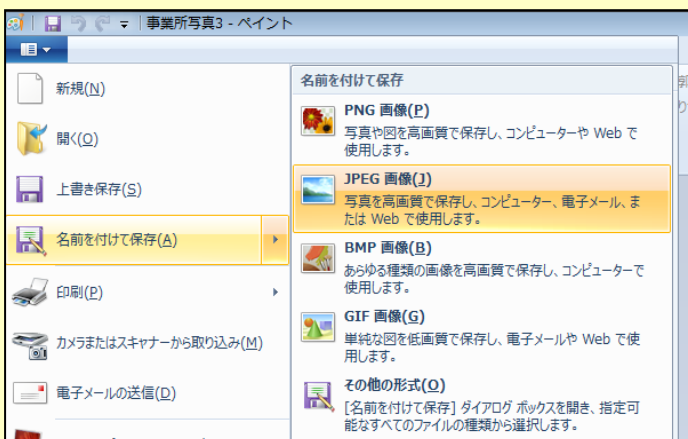 事業所写真3 - ペイント
新規(N)
開く(O)
上書き保存(S)
名前を付けて保存(A)
印刷(P)
カメラまたはスキャナーから取り込み(M)
電子メールの送信(D)
名前を付けて保存
PNG 画像(P)
写真や図を高画質で保存し、コンピューターや Web で
使用します。
JPEG 画像(J)
写真を高画質で保存し、コンピューター、電子メール、ま
たは Web で使用します。
BMP 画像(B)
あらゆる種類の画像を高画質で保存し、コンピューターで
使用します。
GIF 画像(G)
単純な図を低画質で保存し、電子メールや Web で使
用します。
その他の形式(O)
[名前を付けて保存] ダイアログ ボックスを開き、指定可
能なすべてのファイルの種類から選択します。